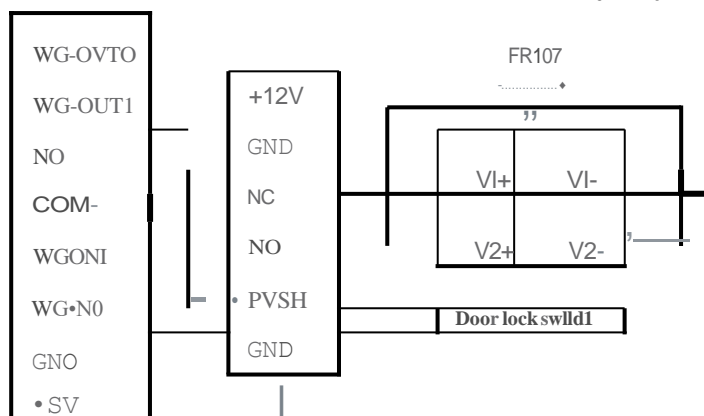 WG-OVTO
WG-OUT1
NO
COM-
WGONI
WG•N0
GNO
• SV
+12V
GND
NC
NO
• PVSH
GND
FR107
VI+ VI-
V2+ V2-
Door lock swlld1